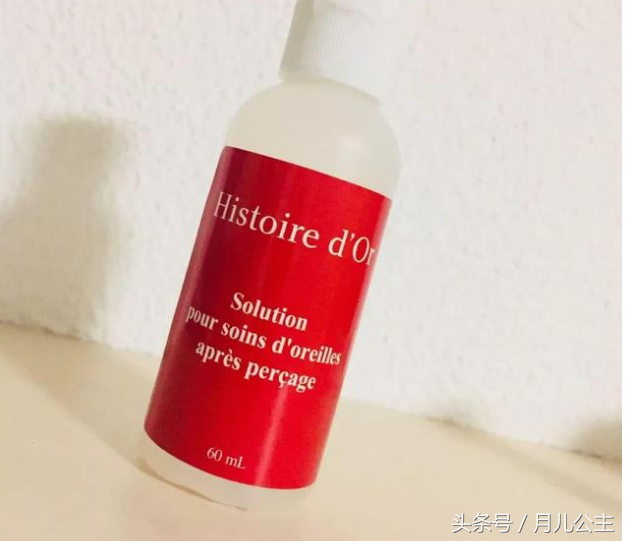 Histoire d'Or
Solution
pour soins d'oreilles
après perçage
60 mL
头条号 / 月儿公主